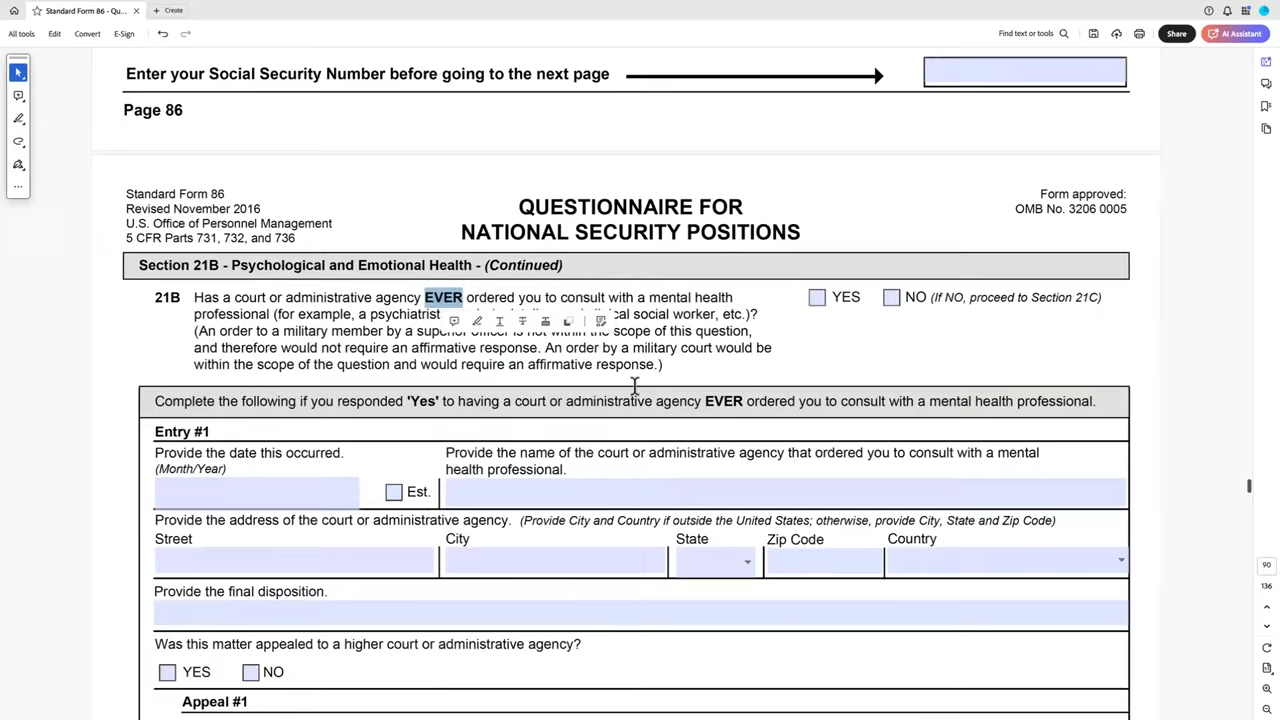 Standard Form 86 - Qu...
Create
All tools
Edit
Convert
E-Sign
Find text or tools
Share
AI Assistant
Enter your Social Security Number before going to the next page
Page 86
Standard Form 86
Revised November 2016
U.S. Office of Personnel Management
5 CFR Parts 731, 732, and 736
QUESTIONNAIRE FOR
NATIONAL SECURITY POSITIONS
Form approved:
OMB No. 3206 0005
Section 21B - Psychological and Emotional Health - (Continued)
21B Has a court or administrative agency EVER ordered you to consult with a mental health
professional (for example, a psychiatrist social worker, etc.)?
(An order to a military member by a superior officer is not within the scope of this question,
and therefore would not require an affirmative response. An order by a military court would be
within the scope of the question and would require an affirmative response.)
YES
NO (If NO, proceed to Section 21C)
Complete the following if you responded 'Yes' to having a court or administrative agency EVER ordered you to consult with a mental health professional.
Entry #1
Provide the date this occurred.
(Month/Year)
Est.
Provide the name of the court or administrative agency that ordered you to consult with a mental
health professional.
Provide the address of the court or administrative agency. (Provide City and Country if outside the United States; otherwise, provide City, State and Zip Code)
Street
City
State
Zip Code
Country
Provide the final disposition.
Was this matter appealed to a higher court or administrative agency?
YES
NO
Appeal #1
90
136